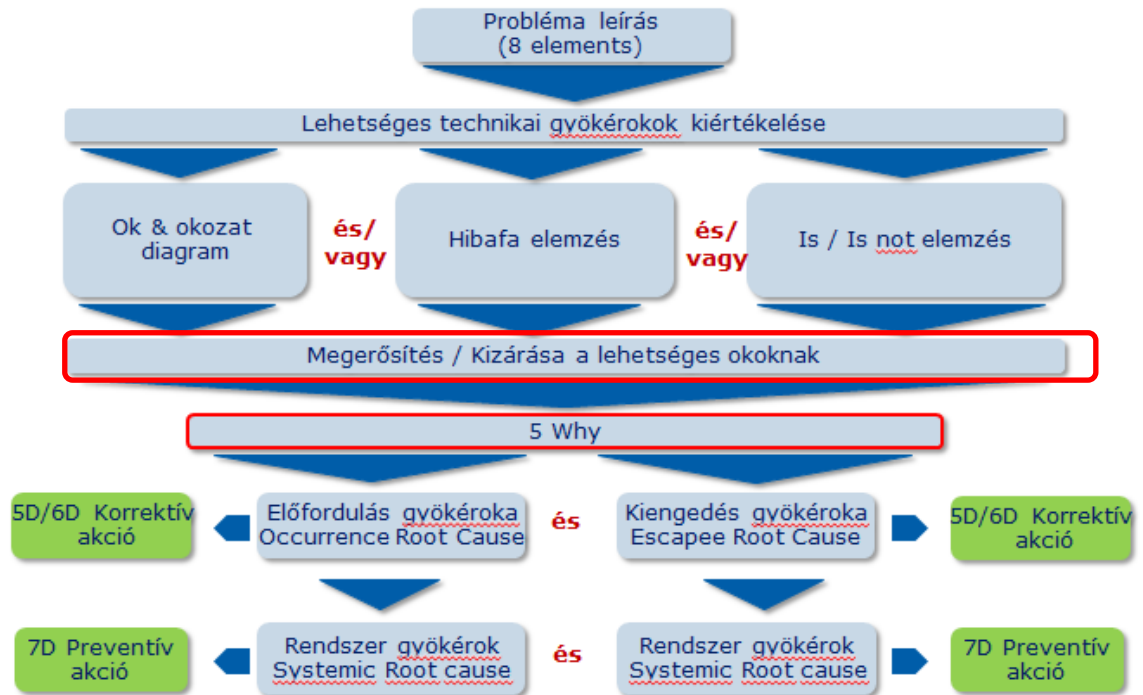 Probléma leírás
(8 elements)
Lehetséges technikai gyökérokok kiértékelése
Ok & okozat
diagram
és/
vagy
Hibafa elemzés
és/
vagy
Is / Is not elemzés
Megerősítés / Kizárása a lehetséges okoknak
5 Why
5D/6D Korrektív
akció
Előfordulás gyökéroka
Occurrence Root Cause
és
Kiengedés gyökéroka
Escapee Root Cause
5D/6D Korrektív
akció
7D Preventív
akció
Rendszer gyökérok
Systemic Root cause
és
Rendszer gyökérok
Systemic Root cause
7D Preventív
akció